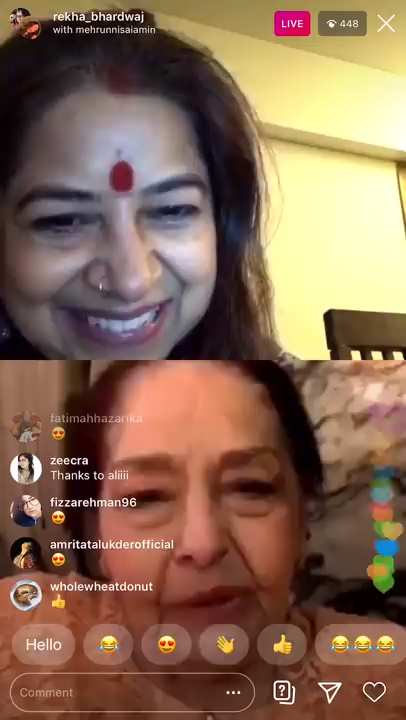 rekha_bhardwaj
with mehrunnisaiamin
LIVE
448
fatimahhazarika
😍
zeecra
Thanks to aliiii
fizzarehman96
😍
amritatalukderofficial
😍
wholewheatdonut
👍
Hello 😂 😍 👋 👍 😂😂😂
Comment